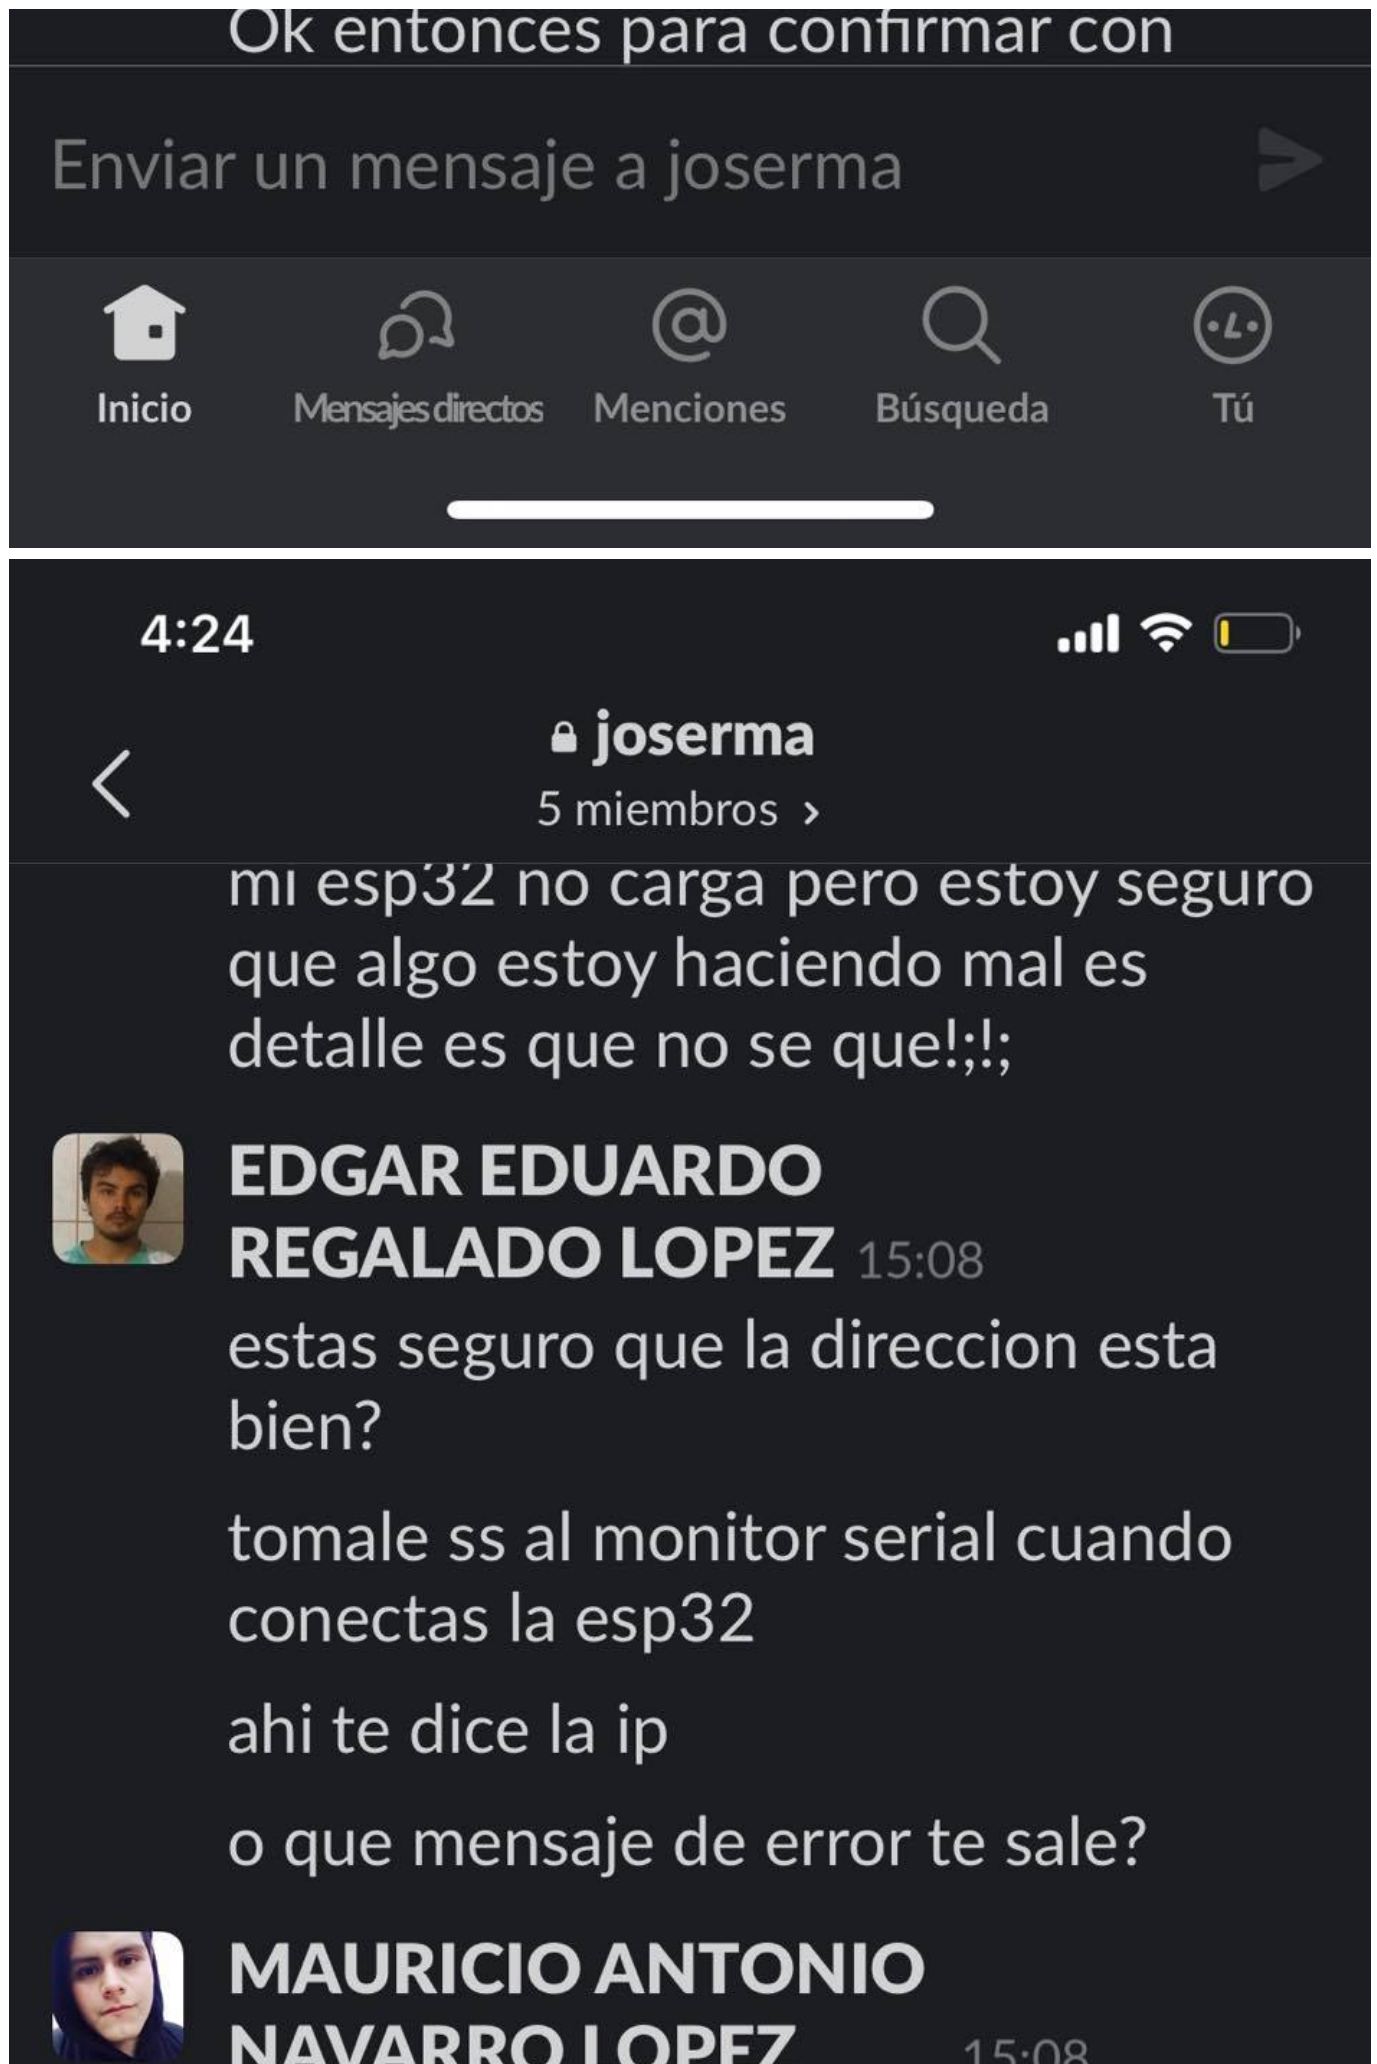 Ok entonces para confirmar con
Enviar un mensaje a joserma
Inicio
Mensajes directos
Menciones
Búsqueda
Tú
4:24
joserma
5 miembros >
mi esp32 no carga pero estoy seguro
que algo estoy haciendo mal es
detalle es que no se que!;!;
EDGAR EDUARDO
REGALADO LOPEZ 15:08
estas seguro que la direccion esta
bien?
tomale ss al monitor serial cuando
conectas la esp32
ahi te dice la ip
o que mensaje de error te sale?
MAURICIO ANTONIO
NAVARRO LOPEZ 15:08